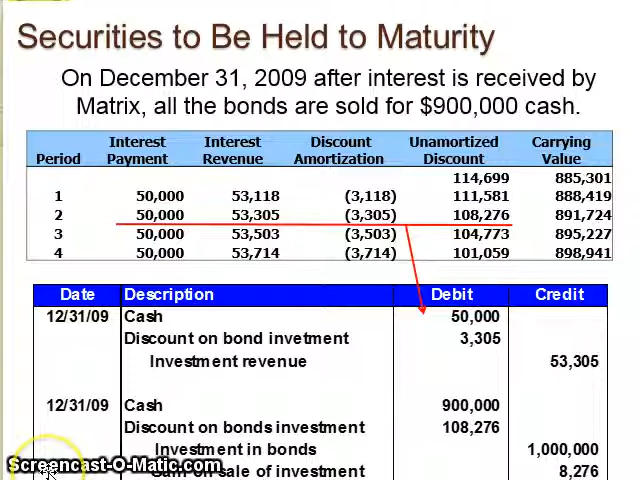 Securities to Be Held to Maturity
On December 31, 2009 after interest is received by
Matrix, all the bonds are sold for $900,000 cash.
Interest Interest Discount Unamortized Carrying
Period Payment Revenue Amortization Discount Value
114,699 885,301
1 50,000 53,118 (3,118) 111,581 888,419
2 50,000 53,305 (3,305) 108,276 891,724
3 50,000 53,503 (3,503) 104,773 895,227
4 50,000 53,714 (3,714) 101,059 898,941
Date Description Debit Credit
12/31/09 Cash 50,000
Discount on bond invetment 3,305
Investment revenue 53,305
12/31/09 Cash 900,000
Discount on bonds investment 108,276
Investment in bonds 1,000,000
Screencast-O-Matic.com
Gain on sale of investment 8,276